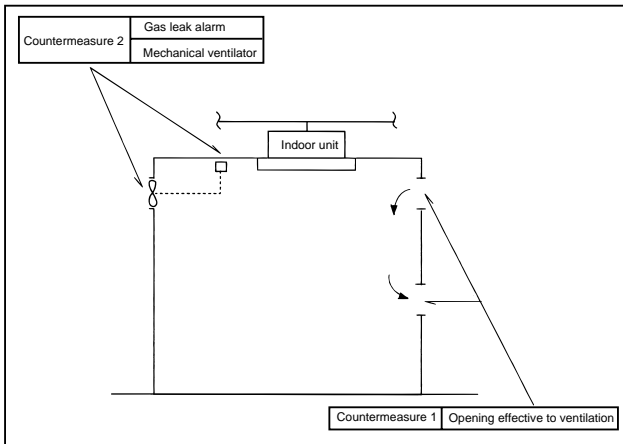 Countermeasure 2
Gas leak alarm
Mechanical ventilator
Indoor unit
Countermeasure 1
Opening effective to ventilation